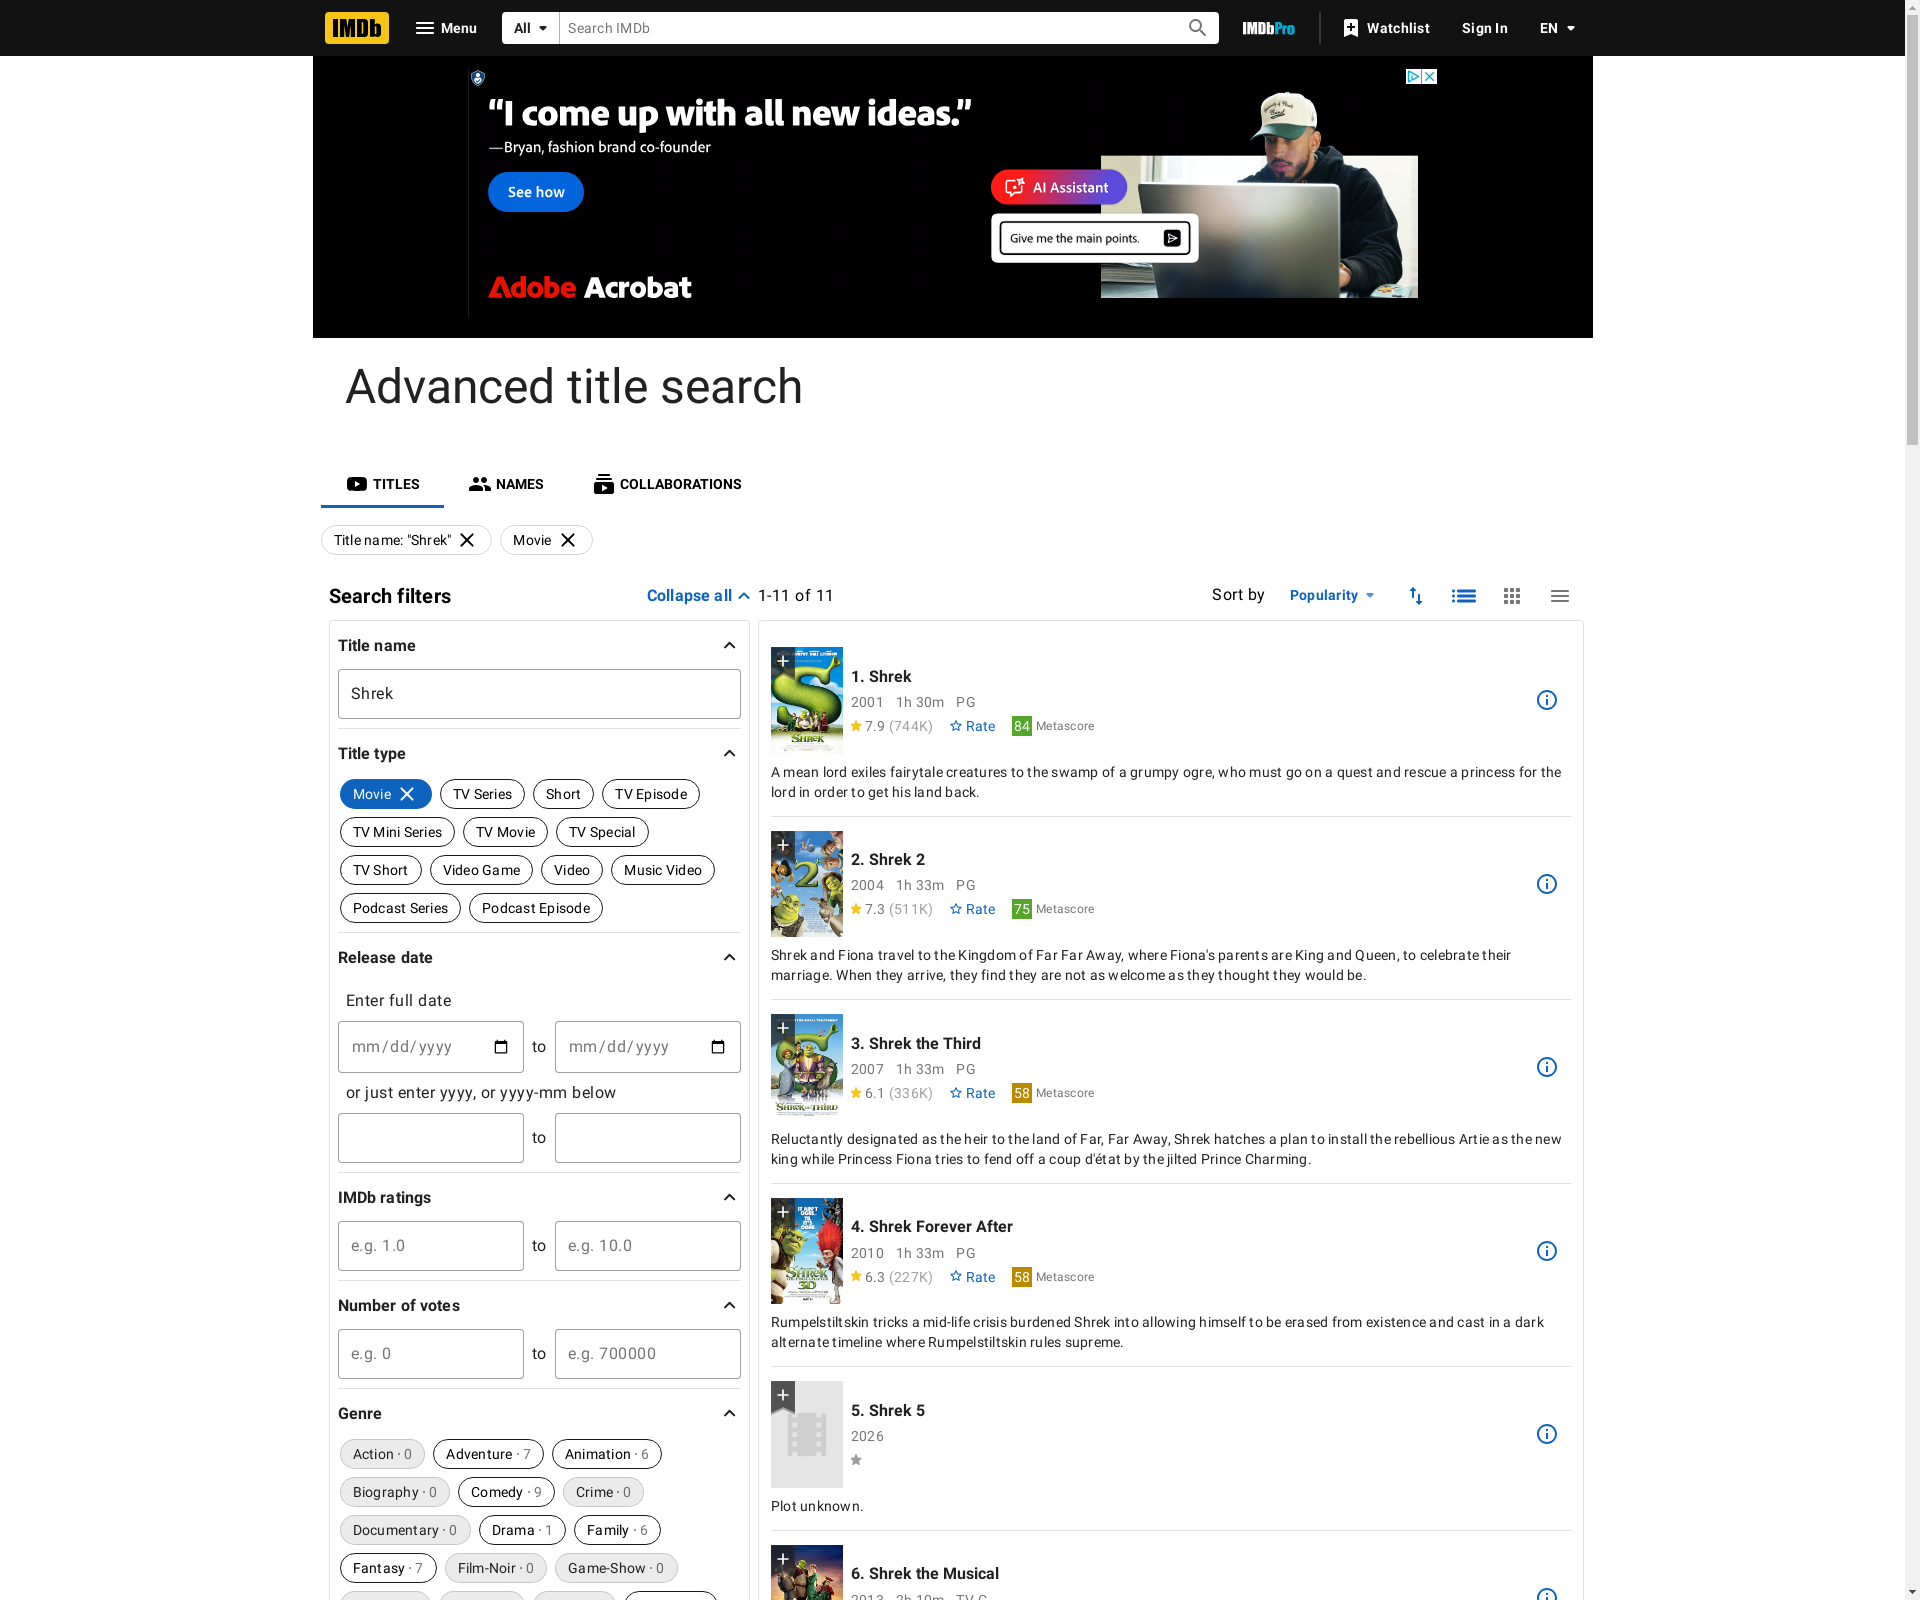 IMDb Menu All Search IMDb IMDbPro Watchlist Sign In EN
“I come up with all new ideas.”
—Bryan, fashion brand co-founder
See how
AI Assistant
Give me the main points.
Adobe Acrobat
Advanced title search
TITLES NAMES COLLABORATIONS
Title name: "Shrek" Movie
Search filters Collapse all 1-11 of 11 Sort by Popularity
Title name
Shrek
Title type
Movie TV Series Short TV Episode
TV Mini Series TV Movie TV Special
TV Short Video Game Video Music Video
Podcast Series Podcast Episode
Release date
Enter full date
mm/dd/yyyy to mm/dd/yyyy
or just enter yyyy, or yyyy-mm below
to
IMDb ratings
e.g. 1.0 to e.g. 10.0
Number of votes
e.g. 0 to e.g. 700000
Genre
Action · 0 Adventure · 7 Animation · 6
Biography · 0 Comedy · 9 Crime · 0
Documentary · 0 Drama · 1 Family · 6
Fantasy · 7 Film-Noir · 0 Game-Show · 0
1. Shrek
2001 1h 30m PG
7.9 (744K) Rate 84 Metascore
A mean lord exiles fairytale creatures to the swamp of a grumpy ogre, who must go on a quest and rescue a princess for the
lord in order to get his land back.
2. Shrek 2
2004 1h 33m PG
7.3 (511K) Rate 75 Metascore
Shrek and Fiona travel to the Kingdom of Far Far Away, where Fiona's parents are King and Queen, to celebrate their
marriage. When they arrive, they find they are not as welcome as they thought they would be.
3. Shrek the Third
2007 1h 33m PG
6.1 (336K) Rate 58 Metascore
Reluctantly designated as the heir to the land of Far, Far Away, Shrek hatches a plan to install the rebellious Artie as the new
king while Princess Fiona tries to fend off a coup d'état by the jilted Prince Charming.
4. Shrek Forever After
2010 1h 33m PG
6.3 (227K) Rate 58 Metascore
Rumpelstiltskin tricks a mid-life crisis burdened Shrek into allowing himself to be erased from existence and cast in a dark
alternate timeline where Rumpelstiltskin rules supreme.
5. Shrek 5
2026
Plot unknown.
6. Shrek the Musical
2013 2h 10m TV-G